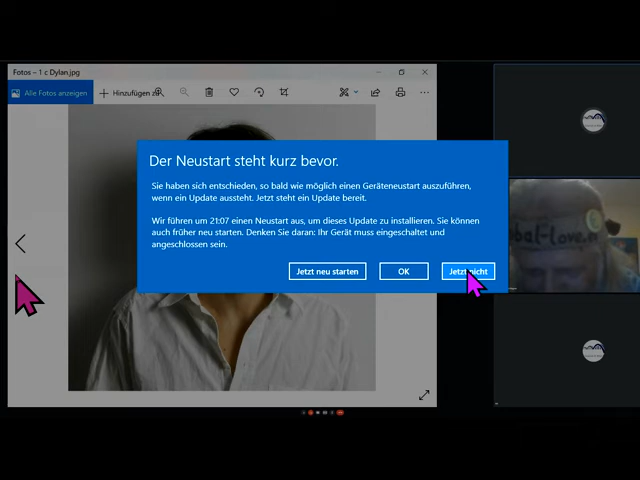 Fotos – 1 c Dylan.jpg
Alle Fotos anzeigen
Hinzufügen
Der Neustart steht kurz bevor.
Sie haben sich entschieden, so bald wie möglich einen Geräteneustart auszuführen,
wenn ein Update aussteht. Jetzt steht ein Update bereit.
Wir führen um 21:07 einen Neustart aus, um dieses Update zu installieren. Sie können
auch früher neu starten. Denken Sie daran: Ihr Gerät muss eingeschaltet und
angeschlossen sein.
Jetzt neu starten
OK
Jetzt nicht